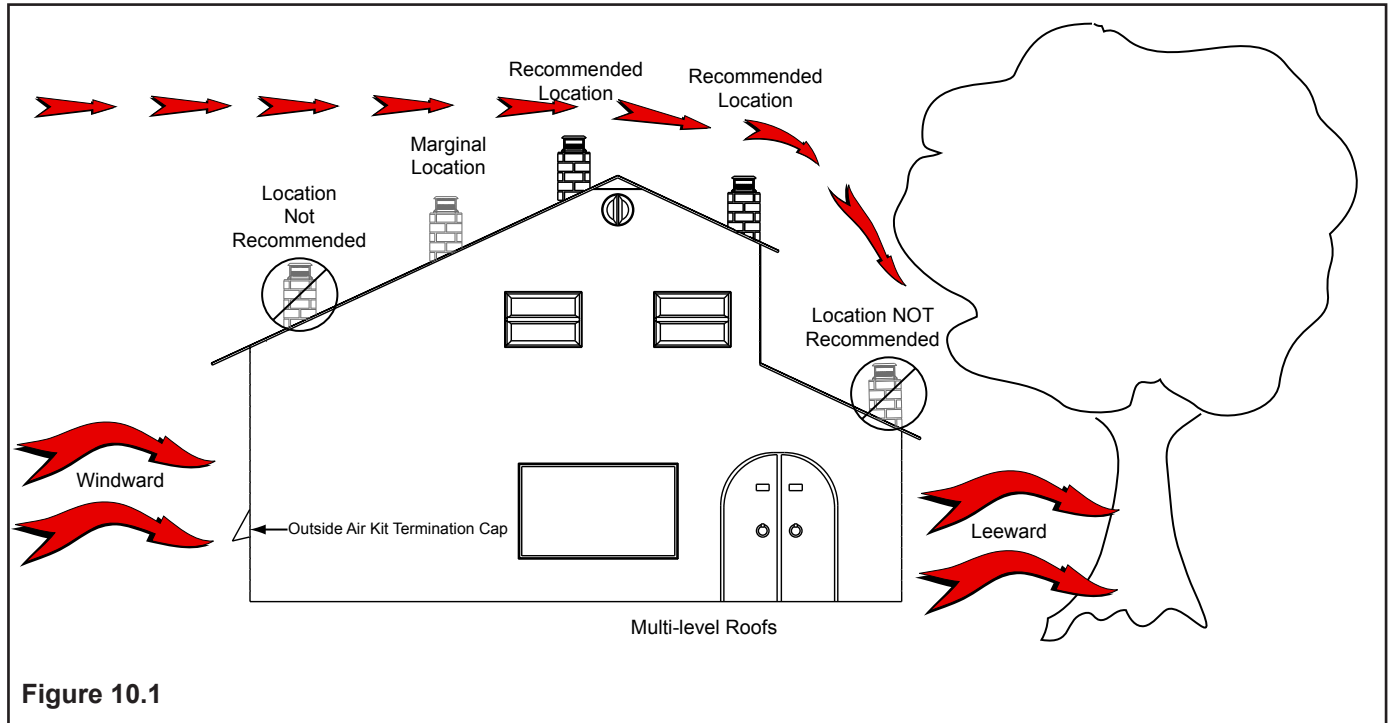 Recommended
Location
Recommended
Location
Marginal
Location
Location
Not
Recommended
Location NOT
Recommended
Windward
Outside Air Kit Termination Cap
Leeward
Multi-level Roofs
Figure 10.1